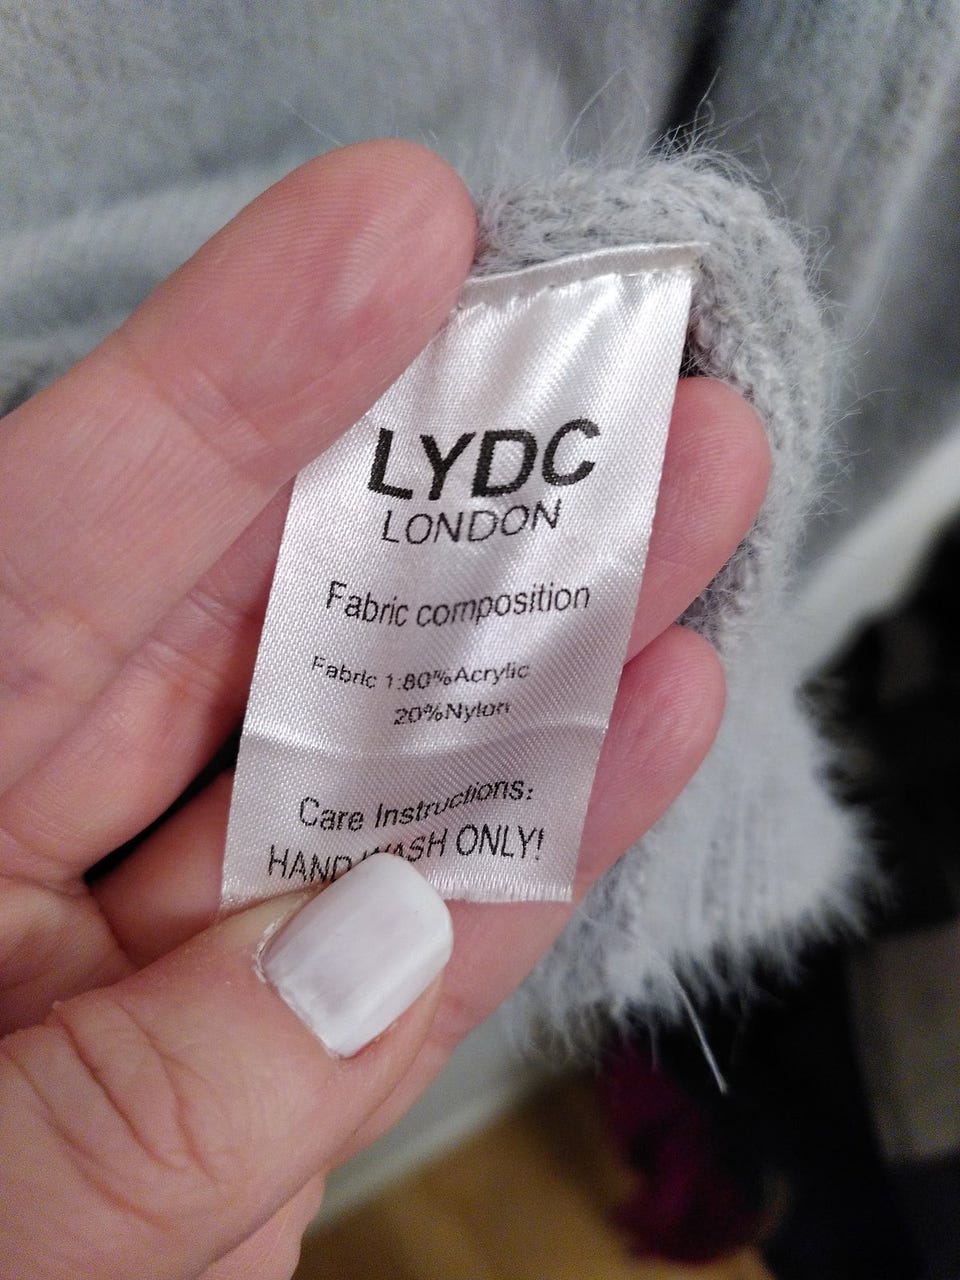 LYDC
LONDON
Fabric composition
Fabric 1:80%Acrylic
20%Nylon
Care Instructions:
HAND WASH ONLY!